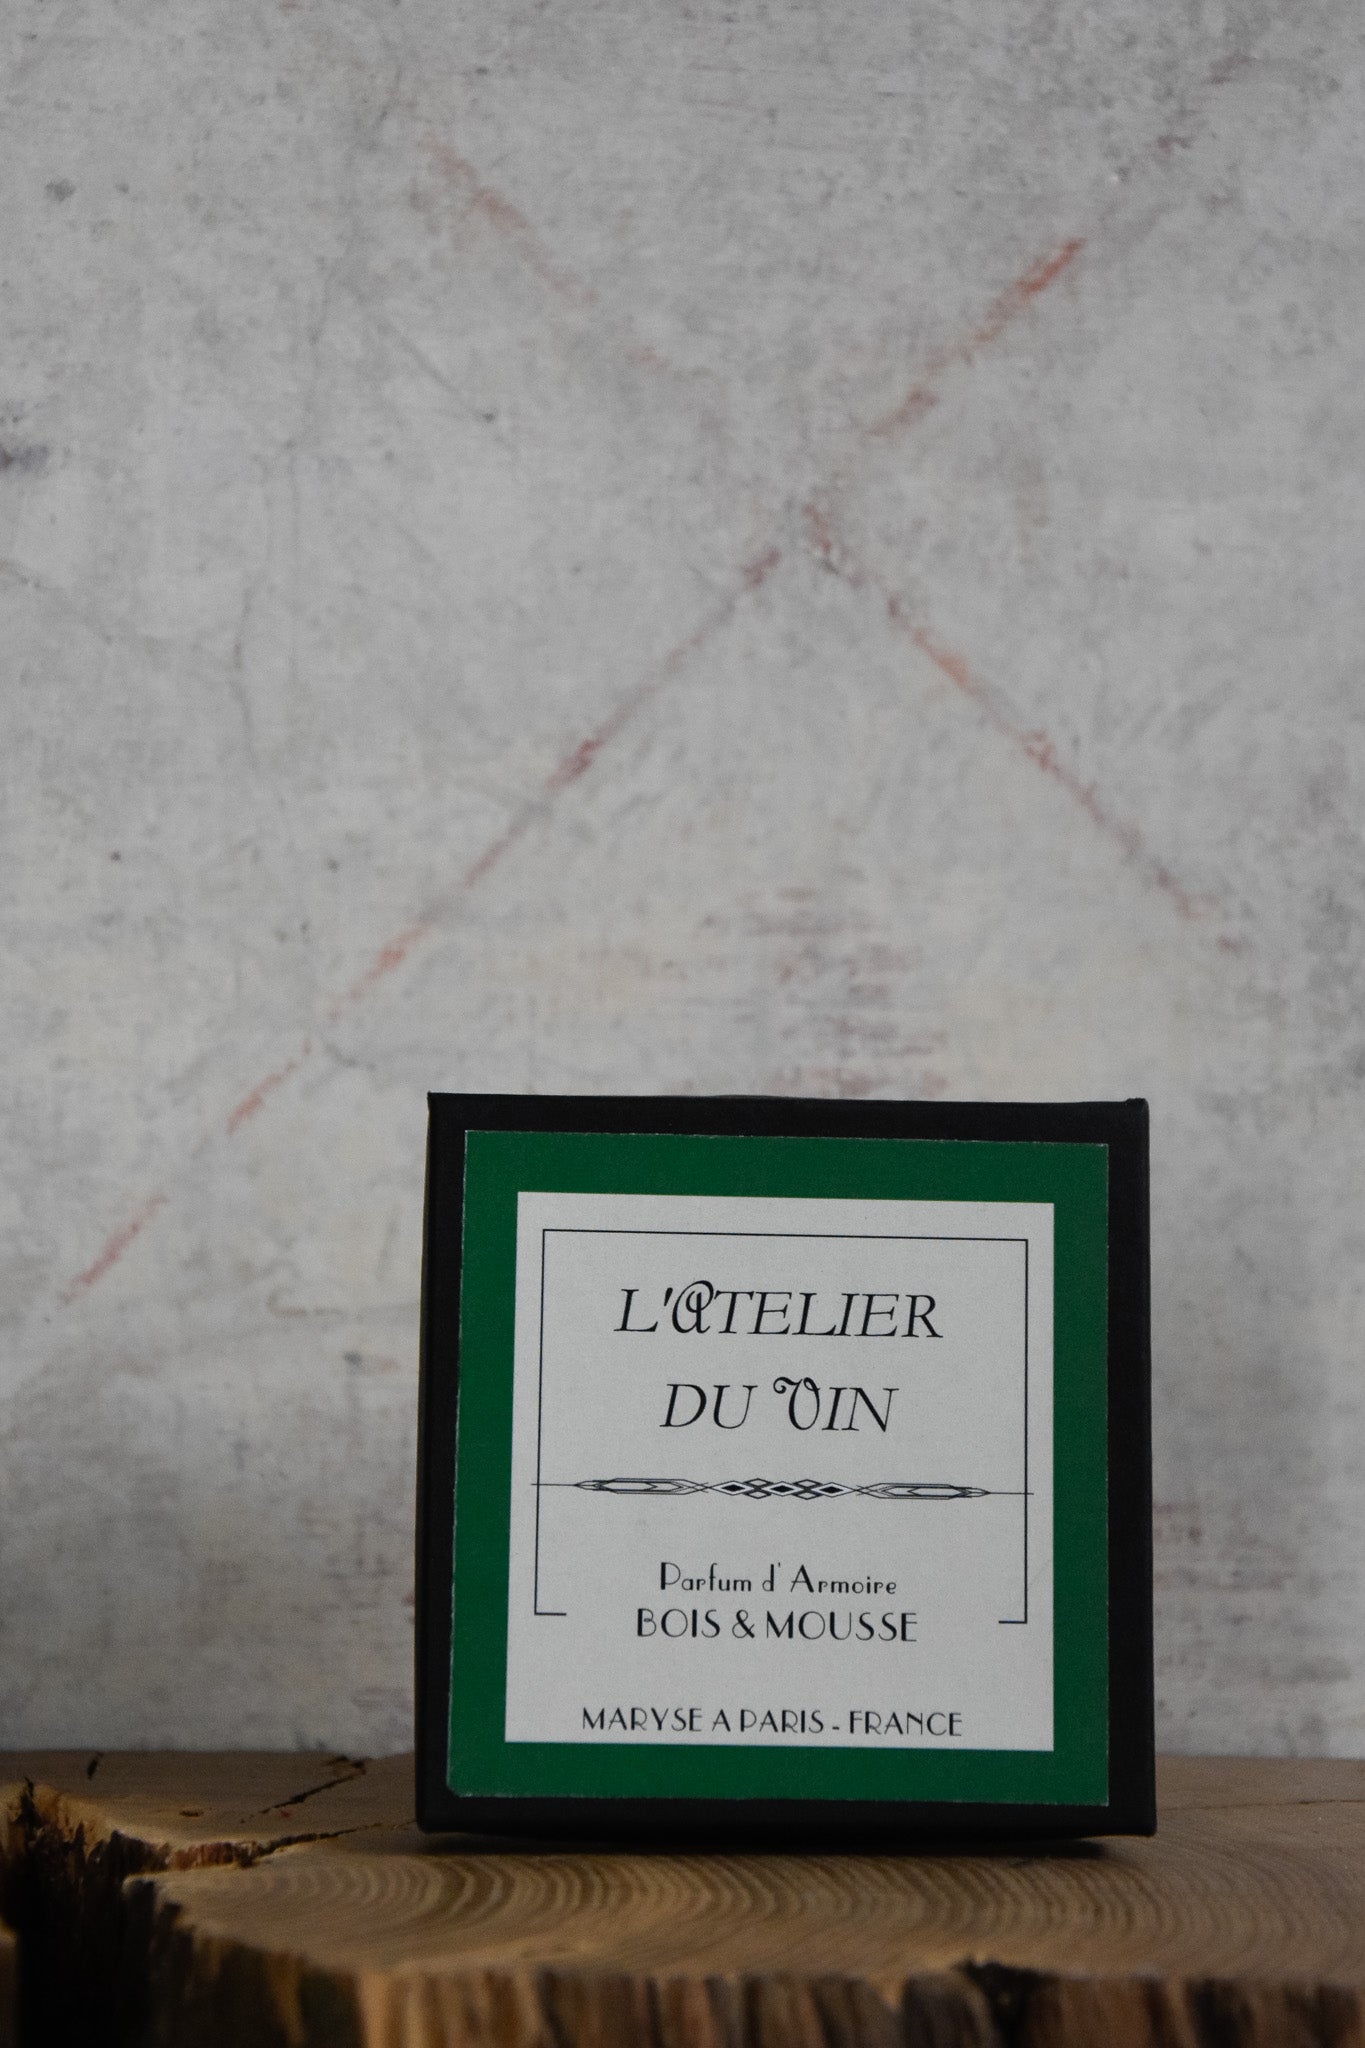 L'ATELIER
DU VIN
Parfum d'Armoire
BOIS & MOUSSE
MARYSE A PARIS - FRANCE